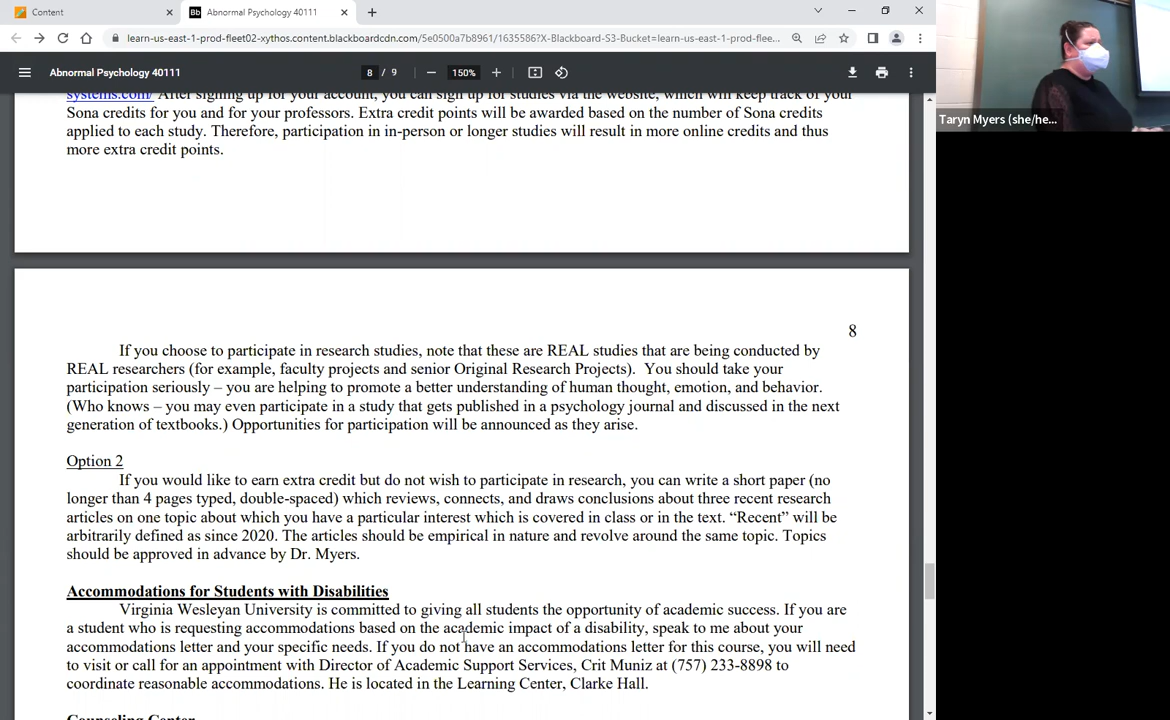 Content
Bb Abnormal Psychology 40111
learn-us-east-1-prod-fleet02-xythos.content.blackboardcdn.com/5e0500a7b8961/1635586?X-Blackboard-S3-Bucket=learn-us-east-1-prod-flee...
Abnormal Psychology 40111
8 / 9
150%
systems.com/ After signing up for your account, you can sign up for studies via the website, which will keep track of your
Sona credits for you and for your professors. Extra credit points will be awarded based on the number of Sona credits
applied to each study. Therefore, participation in in-person or longer studies will result in more online credits and thus
more extra credit points.
8
If you choose to participate in research studies, note that these are REAL studies that are being conducted by
REAL researchers (for example, faculty projects and senior Original Research Projects). You should take your
participation seriously – you are helping to promote a better understanding of human thought, emotion, and behavior.
(Who knows – you may even participate in a study that gets published in a psychology journal and discussed in the next
generation of textbooks.) Opportunities for participation will be announced as they arise.
Option 2
If you would like to earn extra credit but do not wish to participate in research, you can write a short paper (no
longer than 4 pages typed, double-spaced) which reviews, connects, and draws conclusions about three recent research
articles on one topic about which you have a particular interest which is covered in class or in the text. “Recent” will be
arbitrarily defined as since 2020. The articles should be empirical in nature and revolve around the same topic. Topics
should be approved in advance by Dr. Myers.
Accommodations for Students with Disabilities
Virginia Wesleyan University is committed to giving all students the opportunity of academic success. If you are
a student who is requesting accommodations based on the academic impact of a disability, speak to me about your
accommodations letter and your specific needs. If you do not have an accommodations letter for this course, you will need
to visit or call for an appointment with Director of Academic Support Services, Crit Muniz at (757) 233-8898 to
coordinate reasonable accommodations. He is located in the Learning Center, Clarke Hall.
Counseling Center
Taryn Myers (she/he...